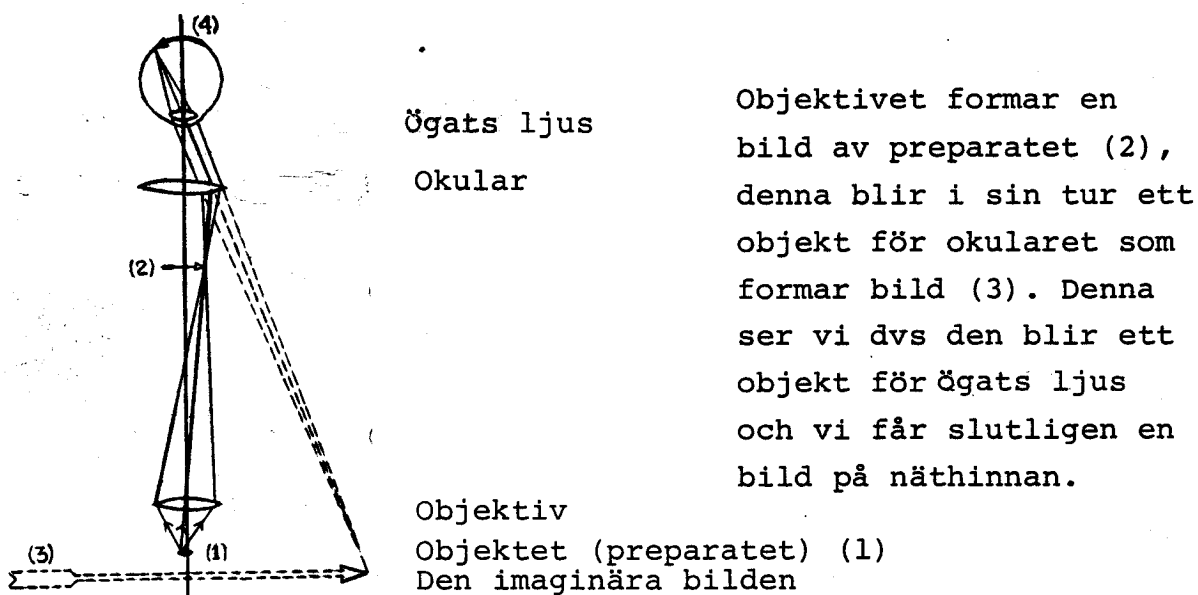 (4)
Ögats ljus
Okular
(2)
Objektiv
(1)
Objektet (preparatet) (1)
(3)
Den imaginära bilden
Objektivet formar en
bild av preparatet (2),
denna blir i sin tur ett
objekt för okularet som
formar bild (3). Denna
ser vi dvs den blir ett
objekt för ögats ljus
och vi får slutligen en
bild på näthinnan.